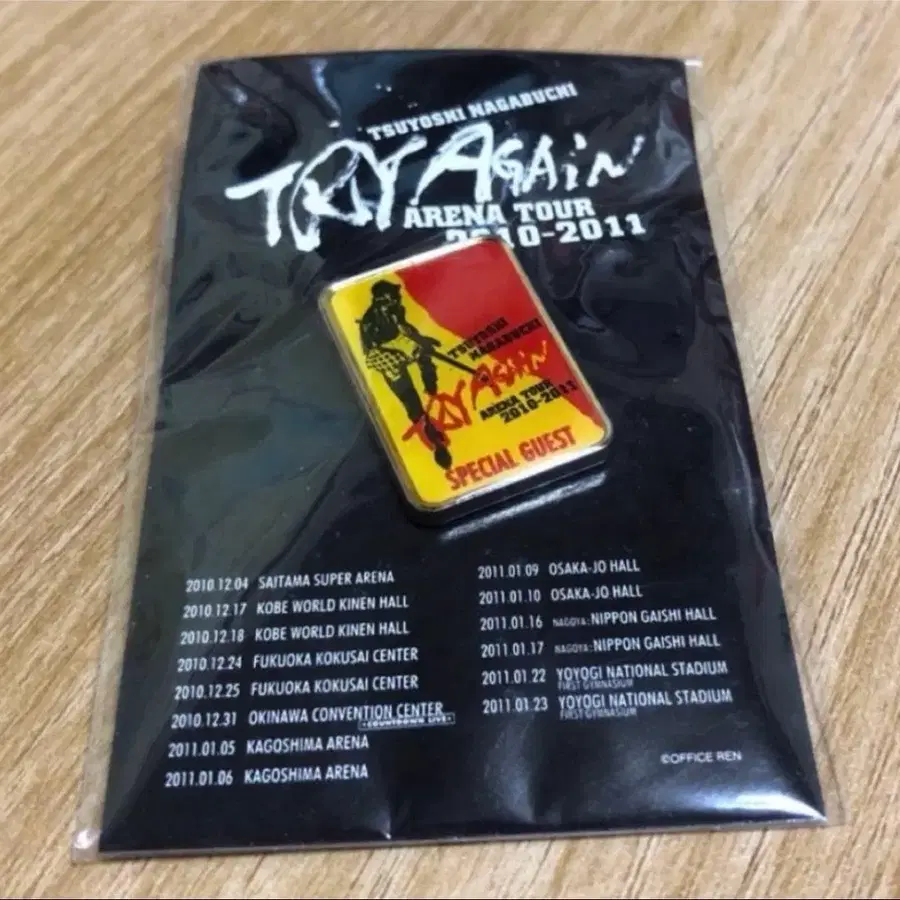 TSUYOSHI NAGABUCHI
TRY AGAiN
ARENA TOUR
2010-2011
TSUYOSHI
NAGABUCHI
TRY AGAiN
ARENA TOUR
2010-2011
SPECIAL GUEST
2010.12.04 SAITAMA SUPER ARENA
2010.12.17 KOBE WORLD KINEN HALL
2010.12.18 KOBE WORLD KINEN HALL
2010.12.24 FUKUOKA KOKUSAI CENTER
2010.12.25 FUKUOKA KOKUSAI CENTER
2010.12.31 OKINAWA CONVENTION CENTER
•COUNTDOWN LIVE•
2011.01.05 KAGOSHIMA ARENA
2011.01.06 KAGOSHIMA ARENA
2011.01.09 OSAKA-JO HALL
2011.01.10 OSAKA-JO HALL
2011.01.16 NAGOYA:NIPPON GAISHI HALL
2011.01.17 NAGOYA:NIPPON GAISHI HALL
2011.01.22 YOYOGI NATIONAL STADIUM
FIRST GYMNASIUM
2011.01.23 YOYOGI NATIONAL STADIUM
FIRST GYMNASIUM
©OFFICE REN